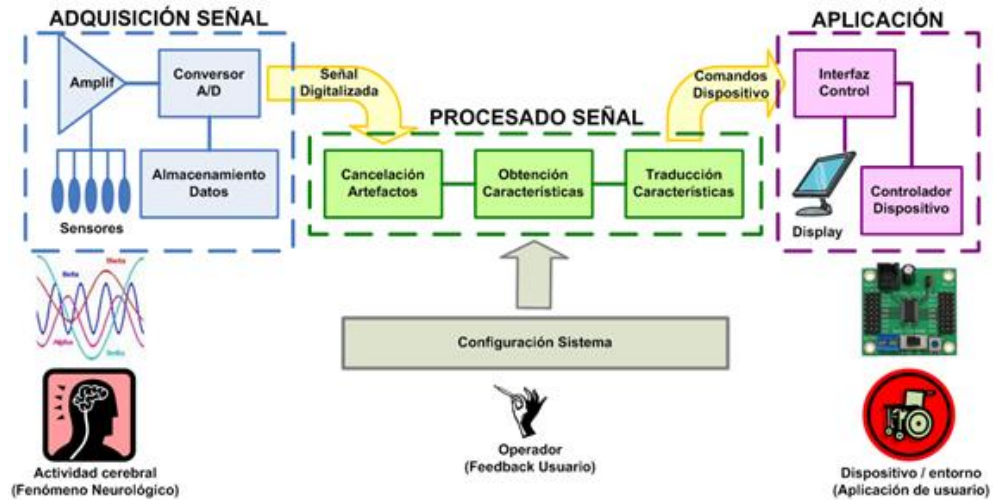 ADQUISICIÓN SEÑAL
Amplif
Conversor
A/D
Almacenamiento
Datos
Sensores
Señal
Digitalizada
PROCESADO SEÑAL
Cancelación
Artefactos
Obtención
Características
Traducción
Características
Comandos
Dispositivo
APLICACIÓN
Interfaz
Control
Display
Controlador
Dispositivo
Configuración Sistema
Operador
(Feedback Usuario)
Beta
Alpha
Actividad cerebral
(Fenómeno Neurológico)
Dispositivo / entorno
(Aplicación de usuario)